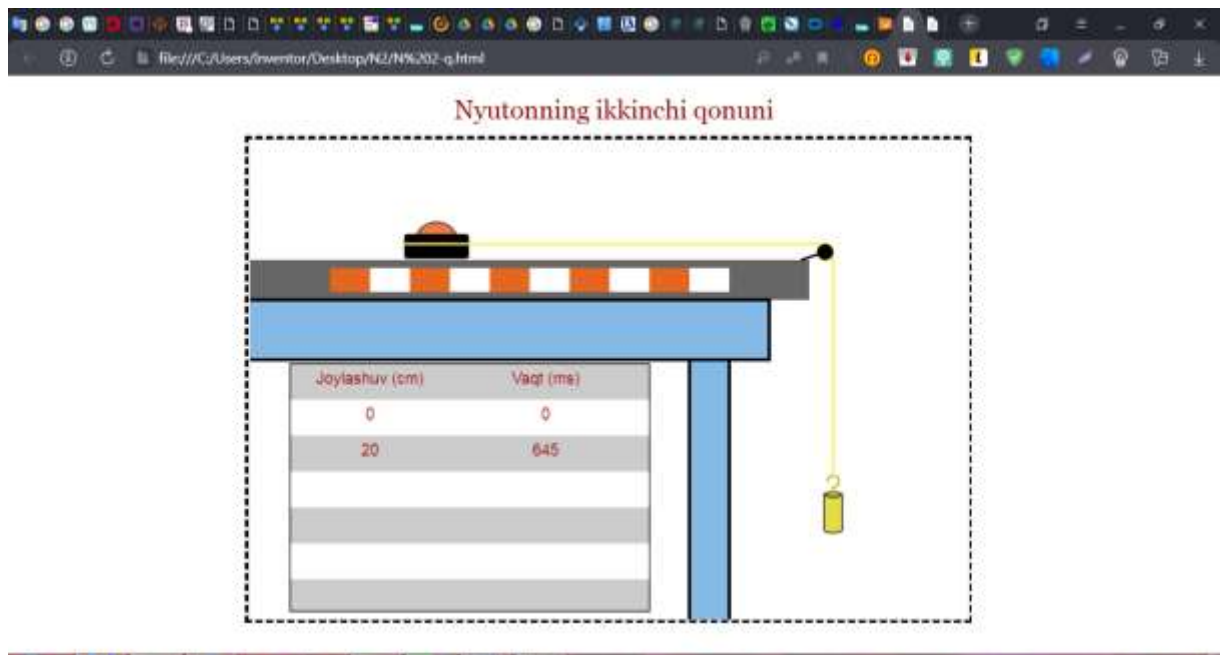 file:///C:/Users/Inventor/Desktop/N2/N%202-q.html
Nyutonning ikkinchi qonuni
Joylashuv (cm) Vaqt (ms)
0 0
20 645